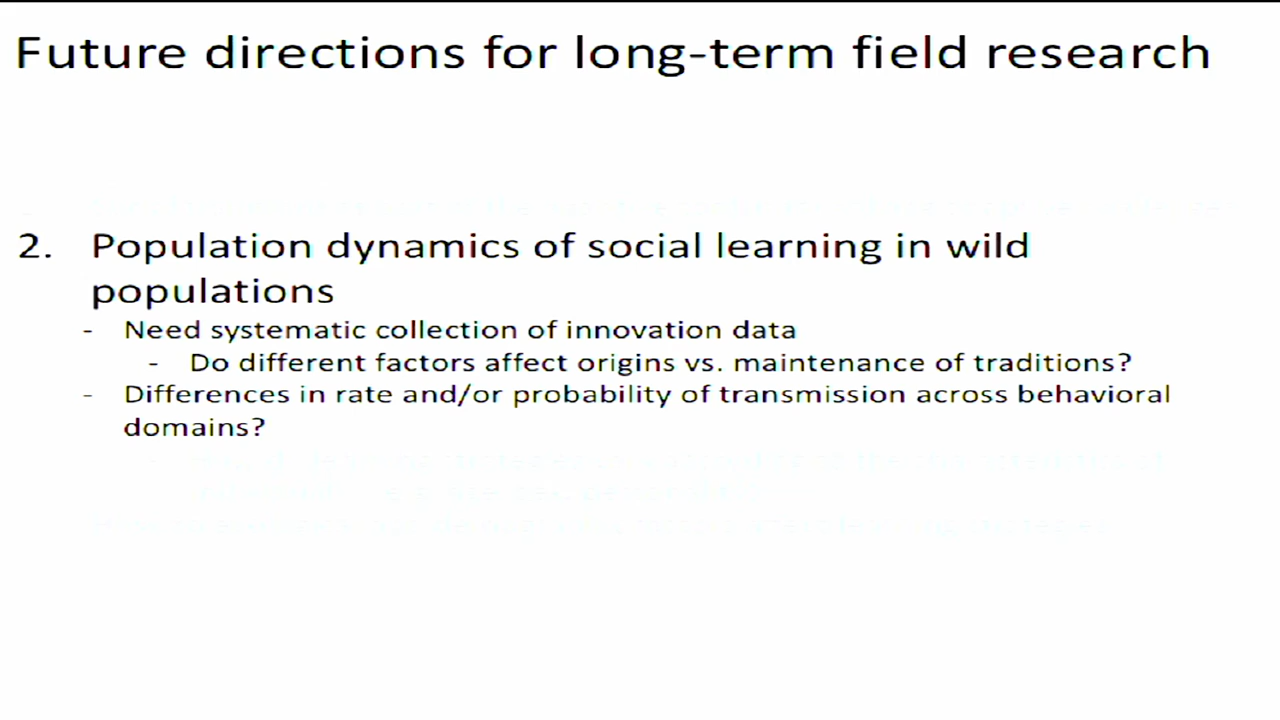 Future directions for long-term field research
2. Population dynamics of social learning in wild
populations
- Need systematic collection of innovation data
- Do different factors affect origins vs. maintenance of traditions?
- Differences in rate and/or probability of transmission across behavioral
domains?